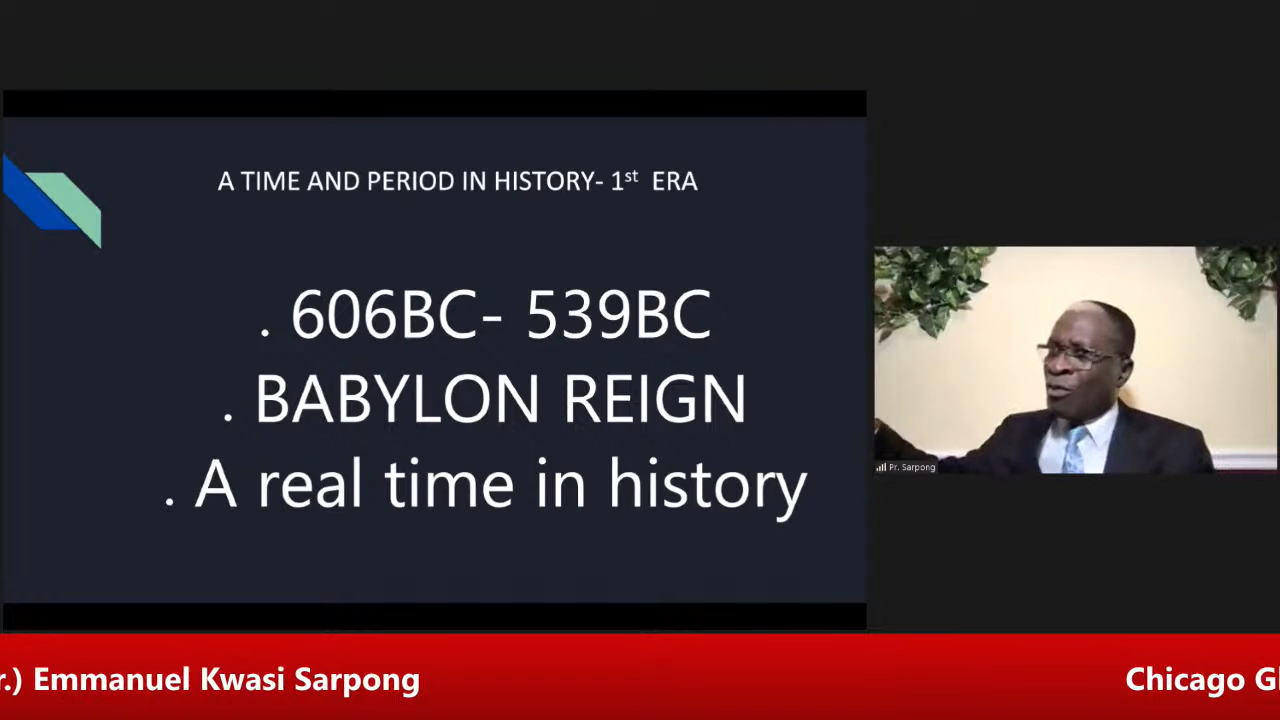 A TIME AND PERIOD IN HISTORY- 1st ERA
. 606BC- 539BC
. BABYLON REIGN
. A real time in history
Pr. Sarpong
r.) Emmanuel Kwasi Sarpong
Chicago G